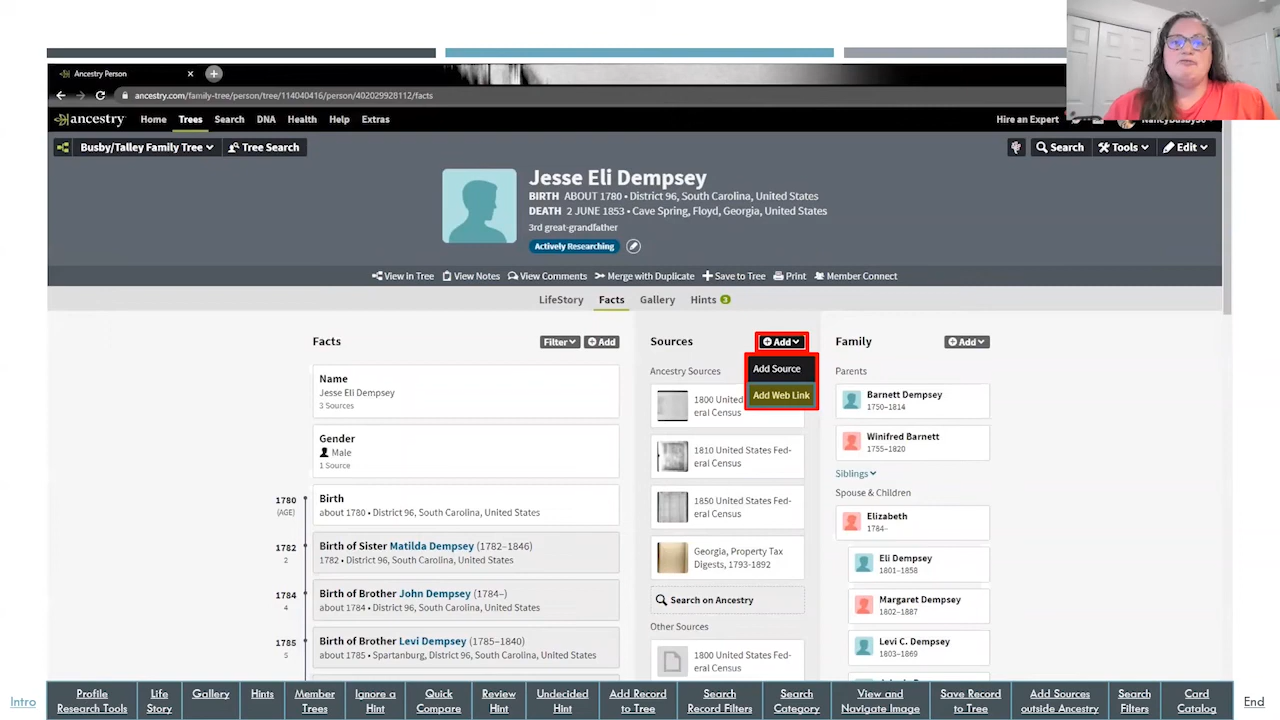 Ancestry Person
ancestry.com/family-tree/person/tree/114040416/person/402029928112/facts
ancestry Home Trees Search DNA Health Help Extras Hire an Expert
Busby/Talley Family Tree Tree Search Search Tools Edit
Jesse Eli Dempsey
BIRTH ABOUT 1780 • District 96, South Carolina, United States
DEATH 2 JUNE 1853 • Cave Spring, Floyd, Georgia, United States
3rd great-grandfather
Actively Researching
View in Tree View Notes View Comments Merge with Duplicate Save to Tree Print Member Connect
LifeStory Facts Gallery Hints 3
Facts Filter Add
Name
Jesse Eli Dempsey
3 Sources
Gender
Male
1 Source
1780
(AGE)
Birth
about 1780 • District 96, South Carolina, United States
1782
2
Birth of Sister Matilda Dempsey (1782–1846)
1782 • District 96, South Carolina, United States
1784
4
Birth of Brother John Dempsey (1784–)
about 1784 • District 96, South Carolina, United States
1785
5
Birth of Brother Levi Dempsey (1785–1840)
about 1785 • Spartanburg, District 96, South Carolina, United States
Sources Add
Add Source
Add Web Link
Ancestry Sources
1800 United
eral Census
1810 United States Fed-
eral Census
1850 United States Fed-
eral Census
Georgia, Property Tax
Digests, 1793-1892
Search on Ancestry
Other Sources
1800 United States Fed-
eral Census
Family Add
Parents
Barnett Dempsey
1750–1814
Winifred Barnett
1755–1820
Siblings
Spouse & Children
Elizabeth
1784–
Eli Dempsey
1801–1858
Margaret Dempsey
1802–1887
Levi C. Dempsey
1803–1869
Intro
Profile
Research Tools
Life
Story
Gallery
Hints
Member
Trees
Ignore a
Hint
Quick
Compare
Review
Hint
Undecided
Hint
Add Record
to Tree
Search
Record Filters
Search
Category
View and
Navigate Image
Save Record
to Tree
Add Sources
outside Ancestry
Search
Filters
Card
Catalog
End